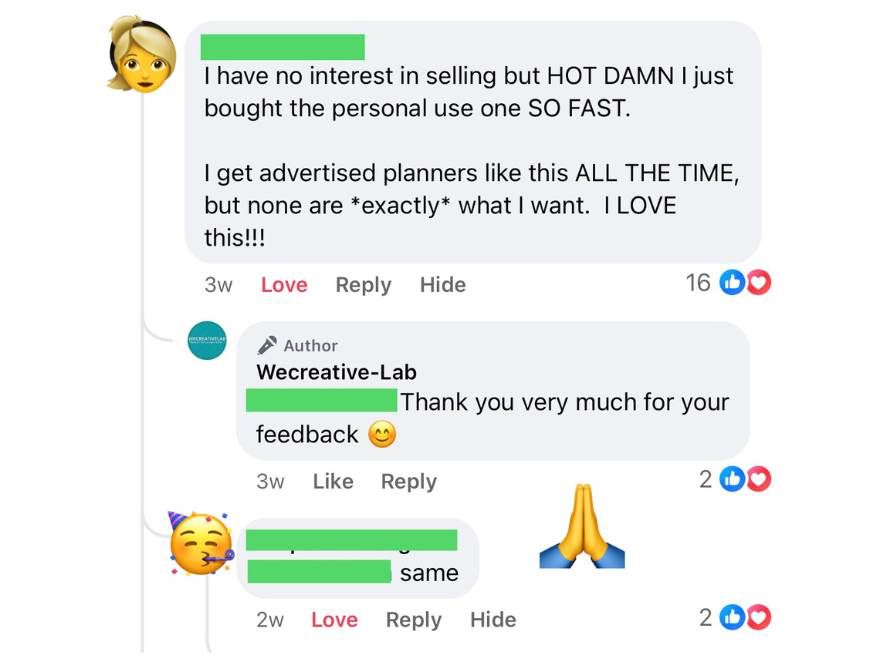 I have no interest in selling but HOT DAMN I just
bought the personal use one SO FAST.
I get advertised planners like this ALL THE TIME,
but none are *exactly* what I want.  I LOVE
this!!!
3w Love Reply Hide 16
Author
Wecreative-Lab
Thank you very much for your
feedback 😊
3w Like Reply 2
same
2w Love Reply Hide 2